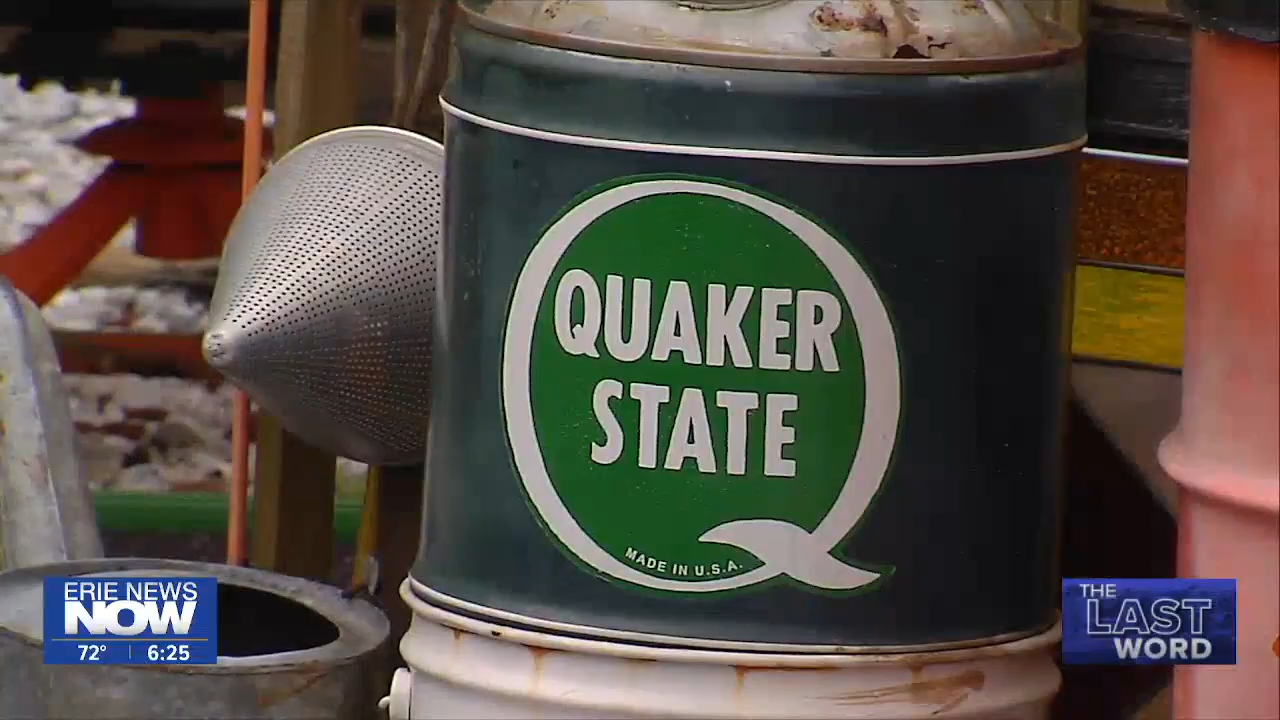 QUAKER
STATE
MADE IN U.S.A.
ERIE NEWS
NOW
72° | 6:25
THE
LAST
WORD